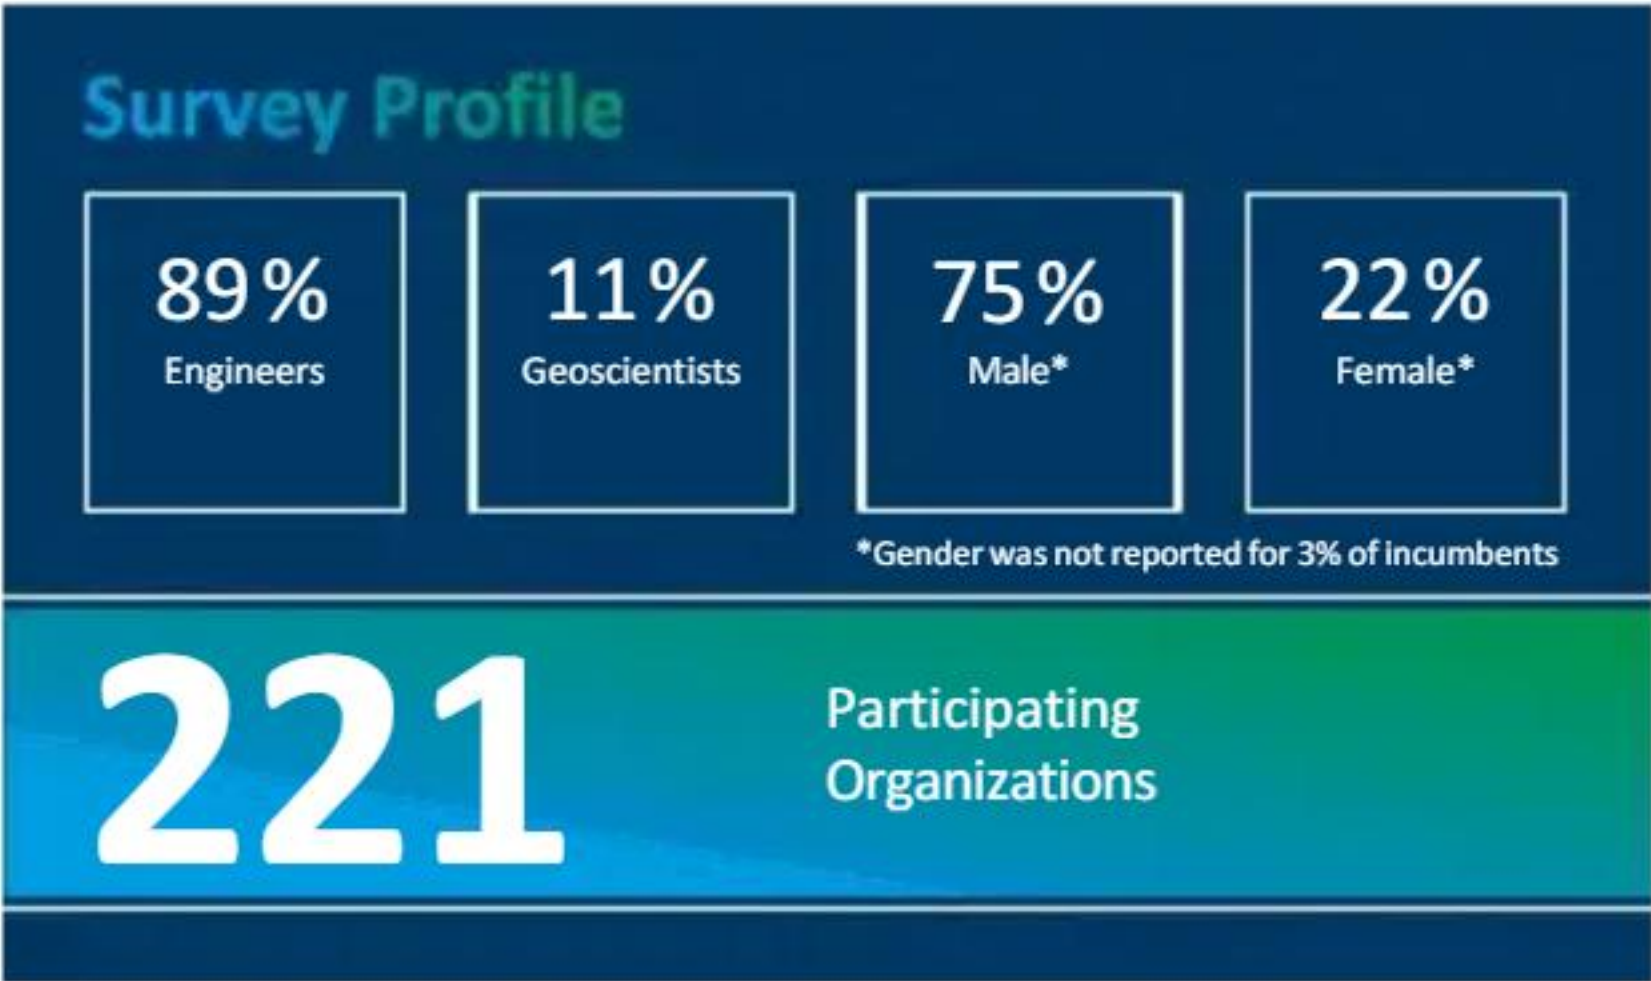 Survey Profile
89%
Engineers
11%
Geoscientists
75%
Male*
22%
Female*
*Gender was not reported for 3% of incumbents
221
Participating
Organizations